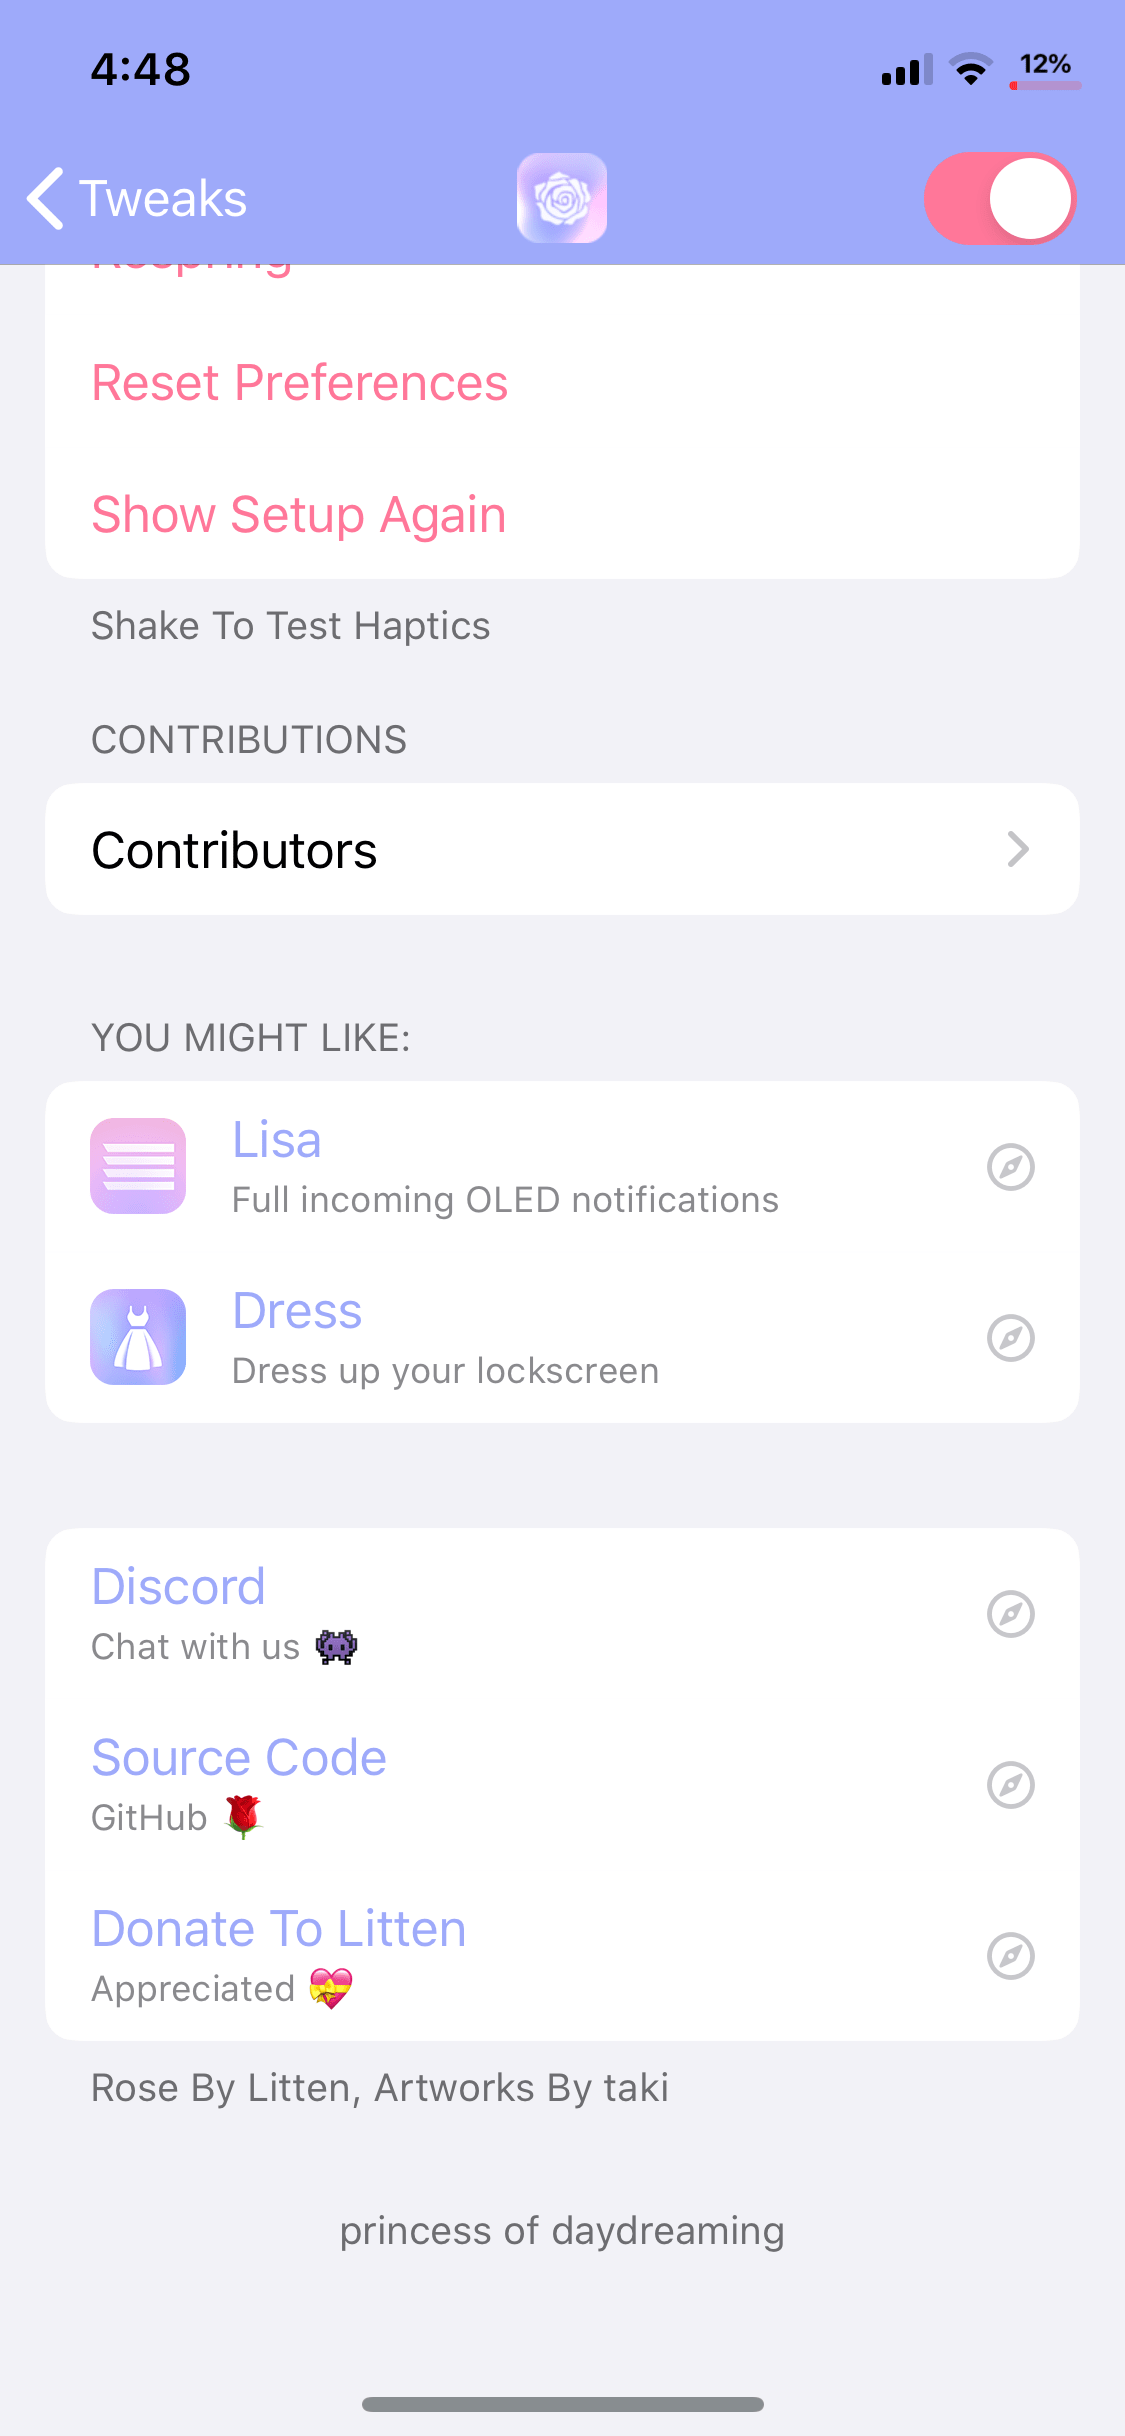 4:48
12%
Tweaks
Reset Preferences
Show Setup Again
Shake To Test Haptics
CONTRIBUTIONS
Contributors
YOU MIGHT LIKE:
Lisa
Full incoming OLED notifications
Dress
Dress up your lockscreen
Discord
Chat with us 👾
Source Code
GitHub 🌹
Donate To Litten
Appreciated 💝
Rose By Litten, Artworks By taki
princess of daydreaming